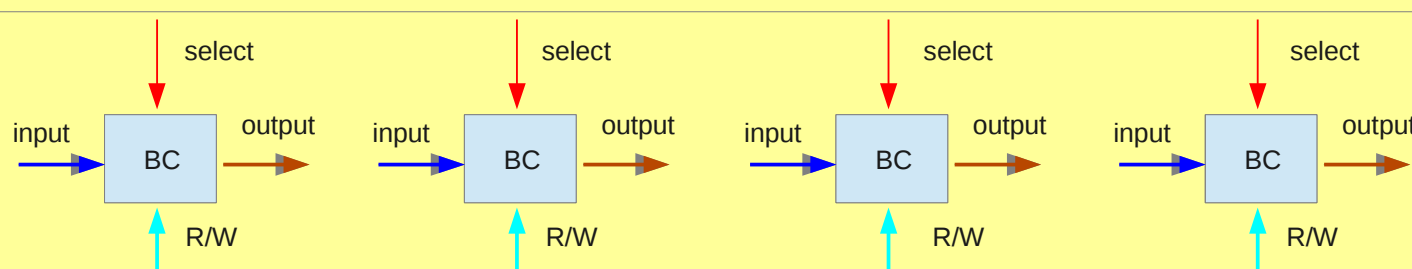 select select select select
input output input output input output input output
BC BC BC BC
R/W R/W R/W R/W